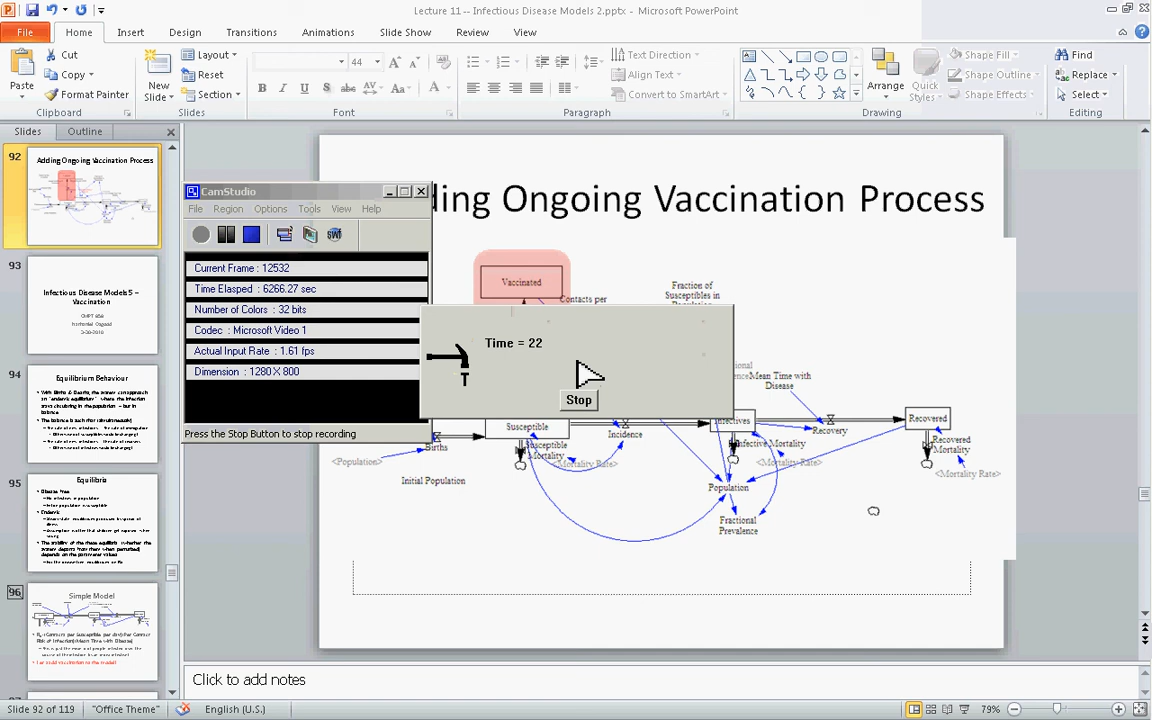 Lecture 11 -- Infectious Disease Models 2.pptx - Microsoft PowerPoint
File Home Insert Design Transitions Animations Slide Show Review View
Paste
Cut
Copy
Format Painter
Clipboard
New Slide
Layout
Reset
Section
Slides
44
B I U S abc AV Aa A
Font
Text Direction
Align Text
Convert to SmartArt
Paragraph
Arrange
Quick Styles
Shape Fill
Shape Outline
Shape Effects
Drawing
Find
Replace
Select
Editing
Slides Outline
92
Adding Ongoing Vaccination Process
93
Infectious Disease Models 5 –
Vaccination
94
Equilibrium Behaviour
95
Equilibria
96
Simple Model
ding Ongoing Vaccination Process
CamStudio
File Region Options Tools View Help
Current Frame : 12532
Time Elasped : 6266.27 sec
Number of Colors : 32 bits
Codec : Microsoft Video 1
Actual Input Rate : 1.61 fps
Dimension : 1280 X 800
Press the Stop Button to stop recording
Time = 22
Stop
Vaccinated
Contacts per
Fraction of
Susceptibles in
Mean Time with
Disease
Susceptible
Infectives
Recovered
Births
Incidence
Recovery
<Population>
Susceptible
Mortality
<Mortality Rate>
Infective Mortality
<Mortality Rate>
Recovered
Mortality
<Mortality Rate>
Initial Population
Population
Fractional
Prevalence
Click to add notes
Slide 92 of 119 "Office Theme" English (U.S.) 79%